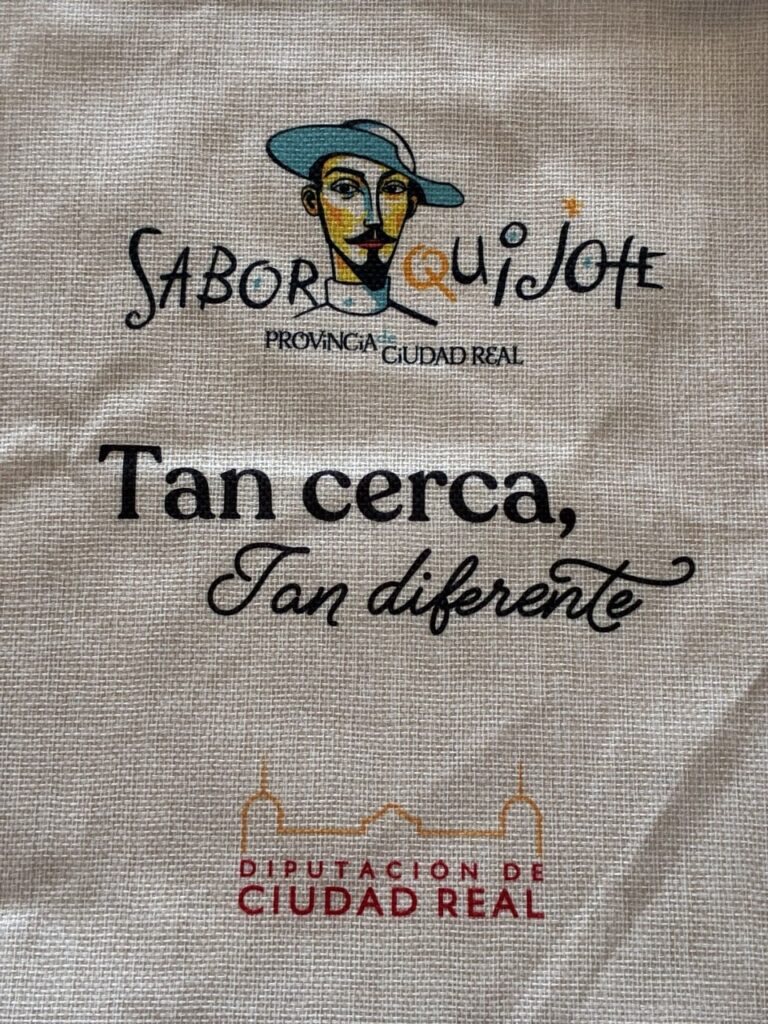 SABOR QUiJOtE
PROViNCiA de CiUDAD REAL
Tan cerca,
Tan diferente
DIPUTACIÓN DE
CIUDAD REAL